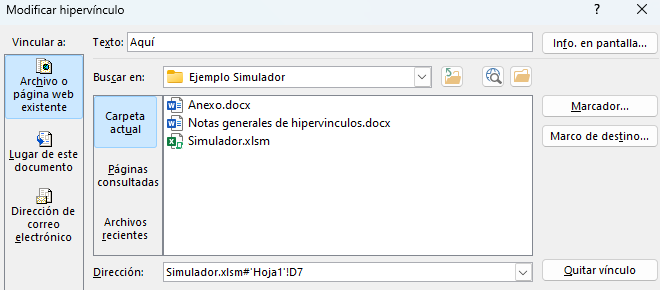 Modificar hipervínculo
?
Vincular a:
Texto: Aquí
Info. en pantalla...
Archivo o
página web
existente
Buscar en: Ejemplo Simulador
Carpeta
actual
Anexo.docx
Notas generales de hipervinculos.docx
Simulador.xlsm
Marcador...
Marco de destino...
Lugar de este
documento
Páginas
consultadas
Dirección de
correo
electrónico
Archivos
recientes
Dirección: Simulador.xlsm#'Hoja1'!D7
Quitar vínculo